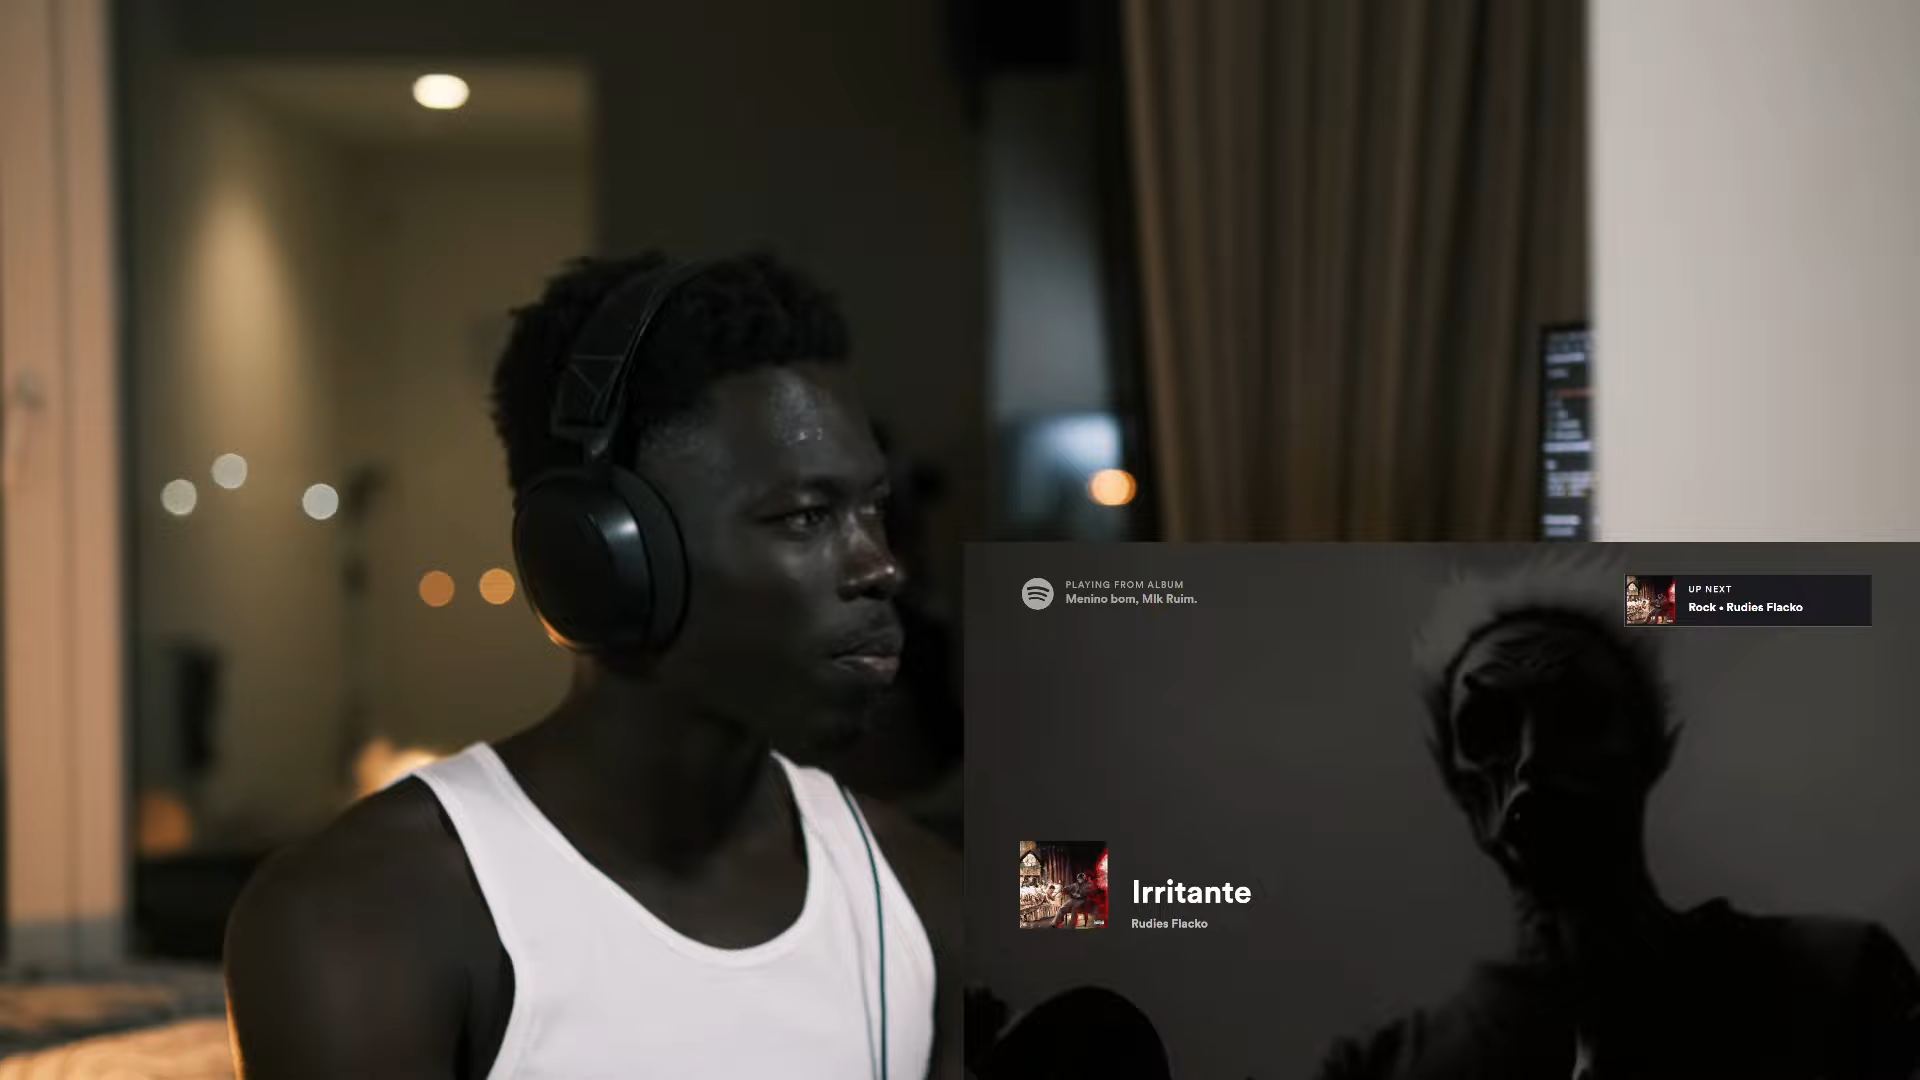 PLAYING FROM ALBUM
Menino bom, Mlk Ruim.
UP NEXT
Rock • Rudies Flacko
Irritante
Rudies Flacko